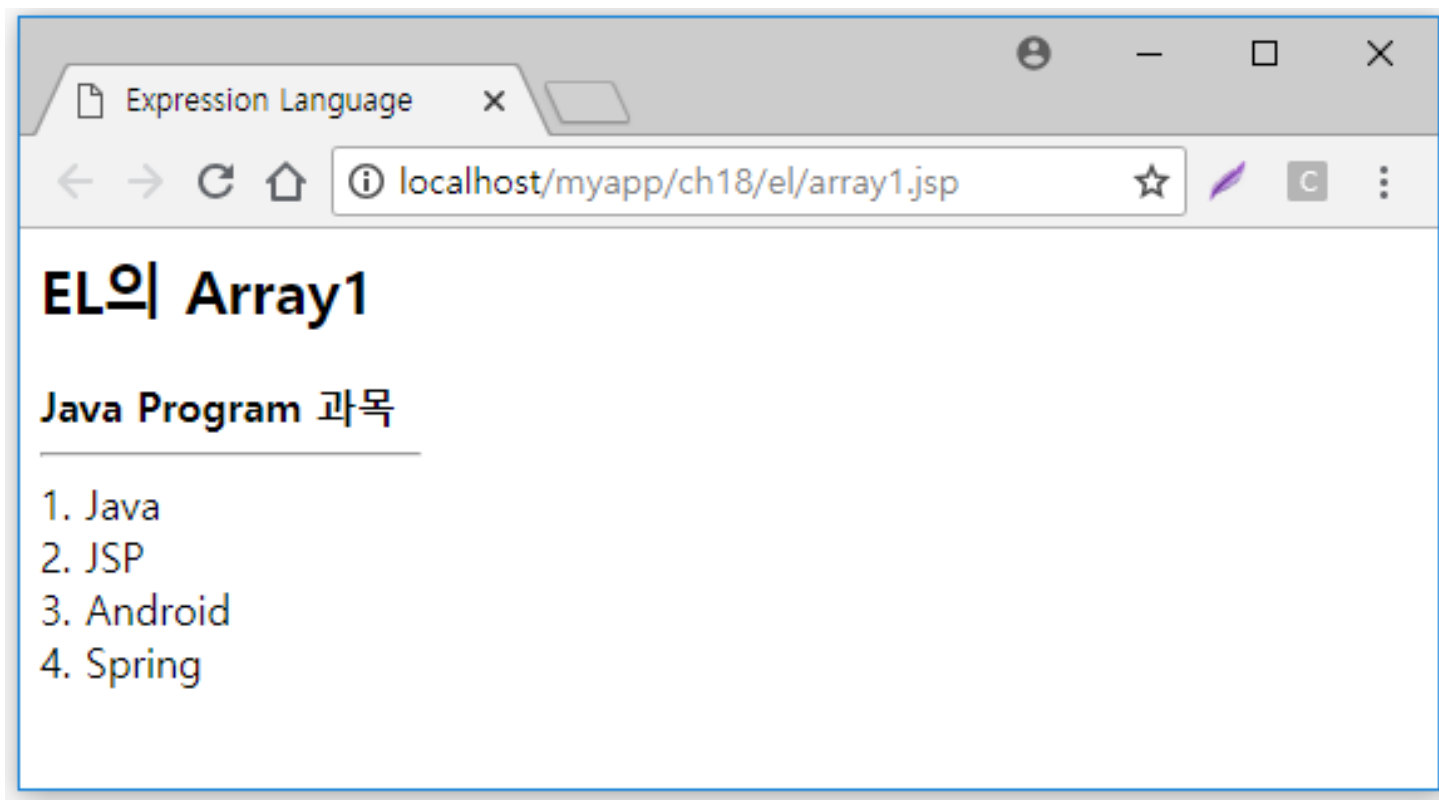 Expression Language
localhost/myapp/ch18/el/array1.jsp
C
EL의 Array1
Java Program 과목
1. Java
2. JSP
3. Android
4. Spring